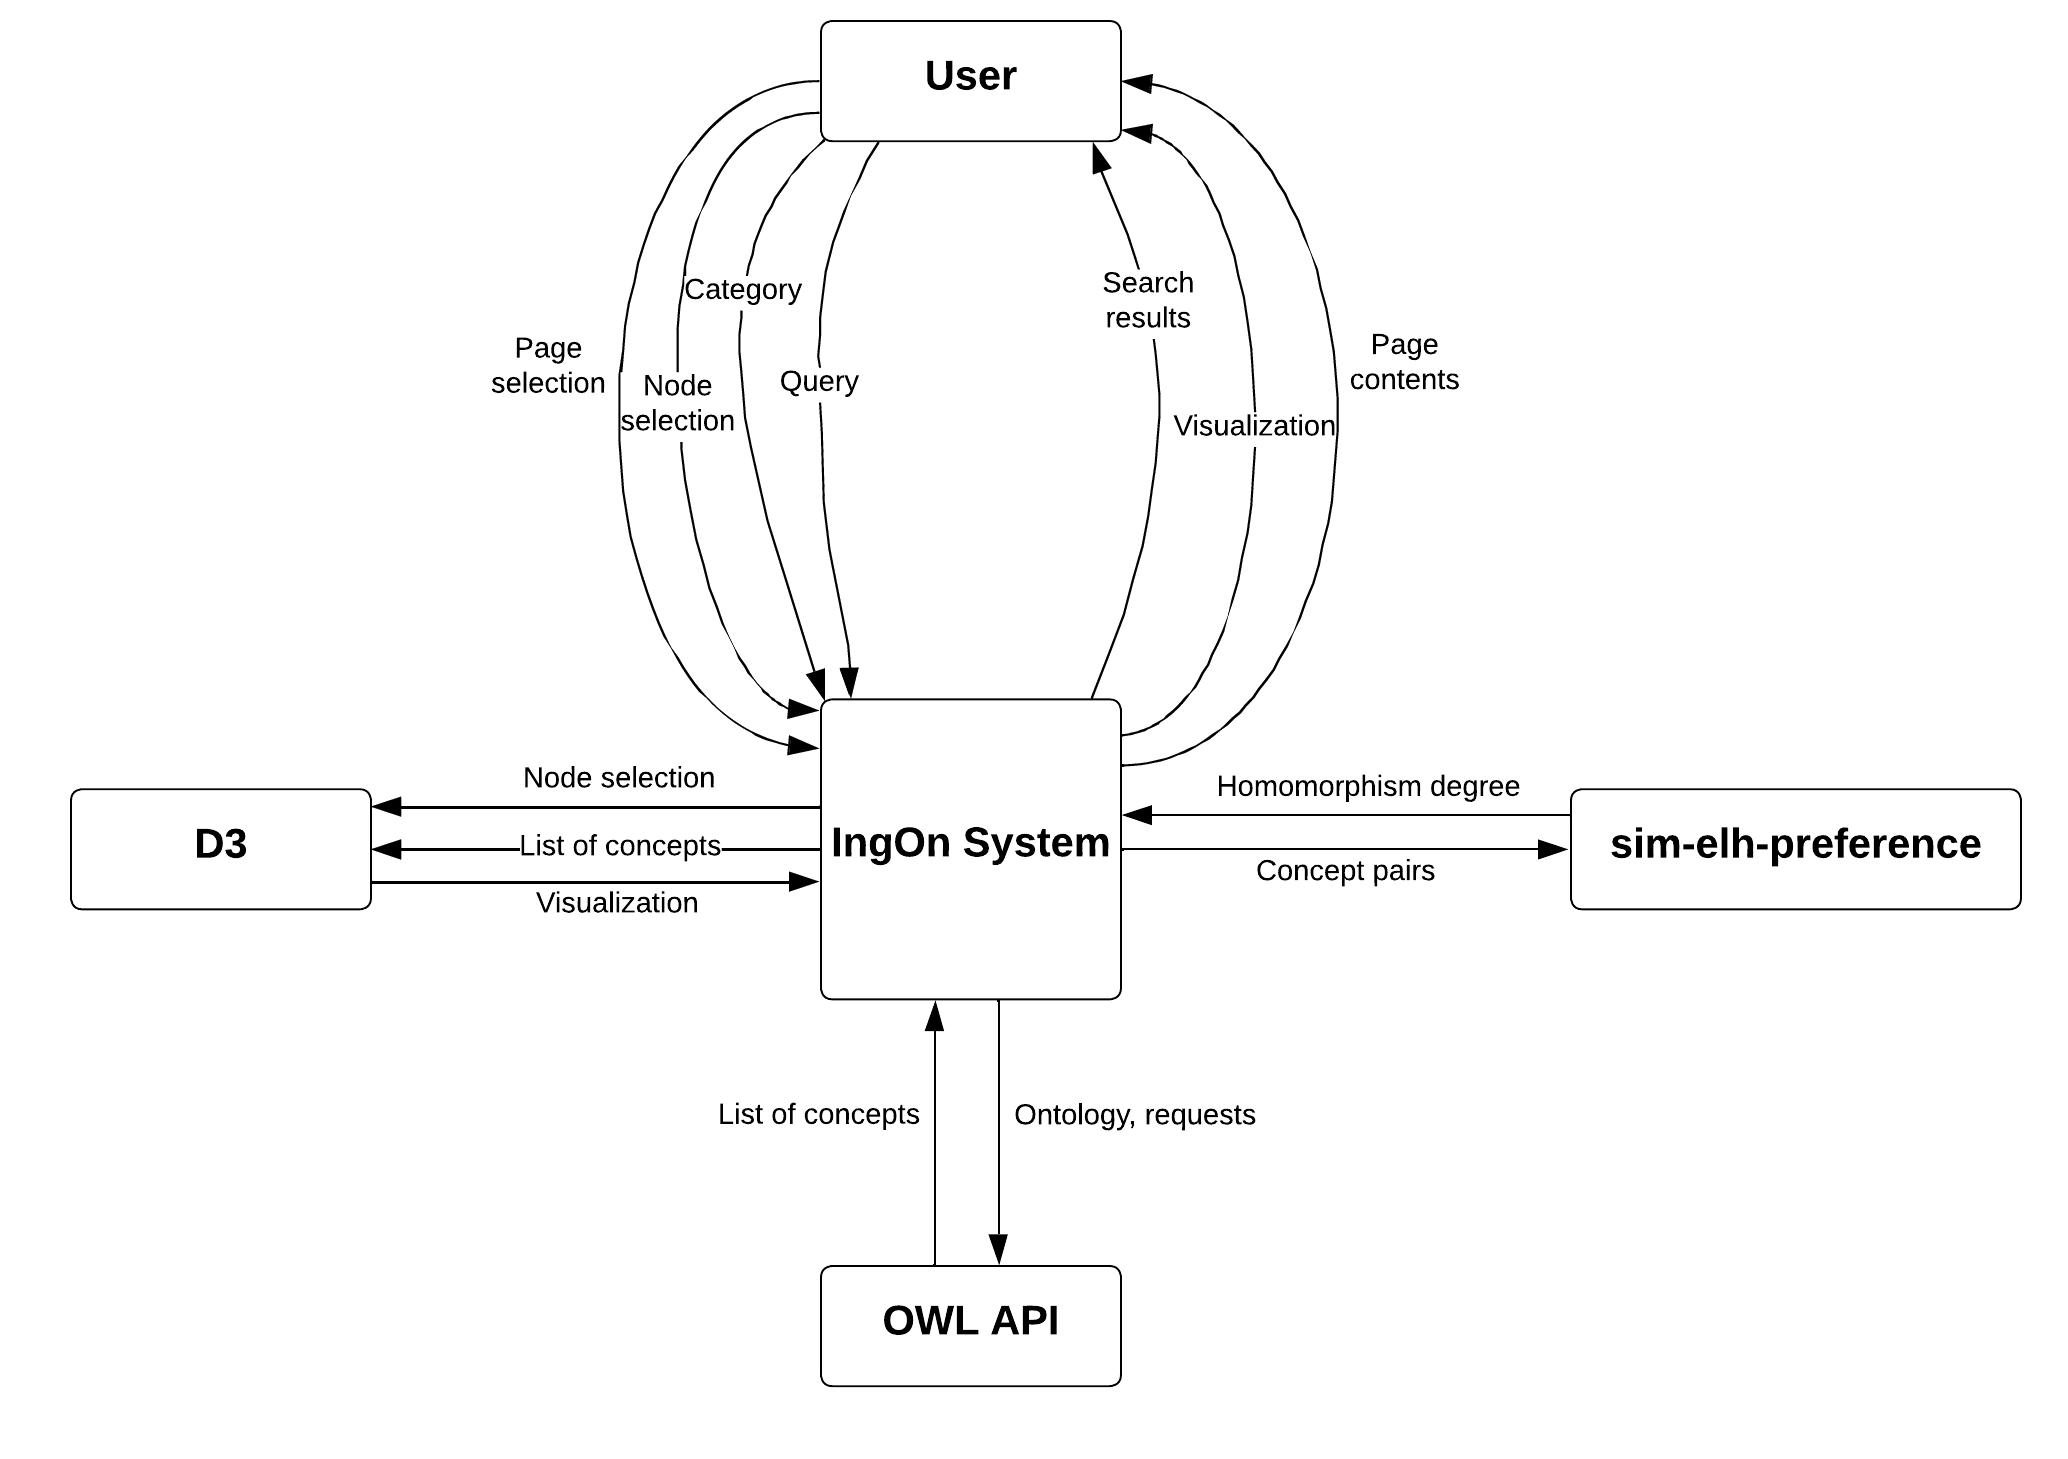 User
Category
Search
results
Page
selection
Node
selection
Query
Page
contents
Visualization
Node selection
List of concepts
Visualization
D3
IngOn System
Homomorphism degree
Concept pairs
sim-elh-preference
List of concepts
Ontology, requests
OWL API